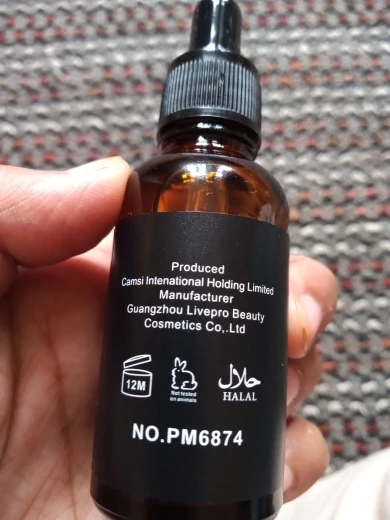 Produced
Camsi Intenational Holding Limited
Manufacturer
Guangzhou Livepro Beauty
Cosmetics Co,.Ltd
12M
Not tested
on animals
حلال
HALAL
NO.PM6874